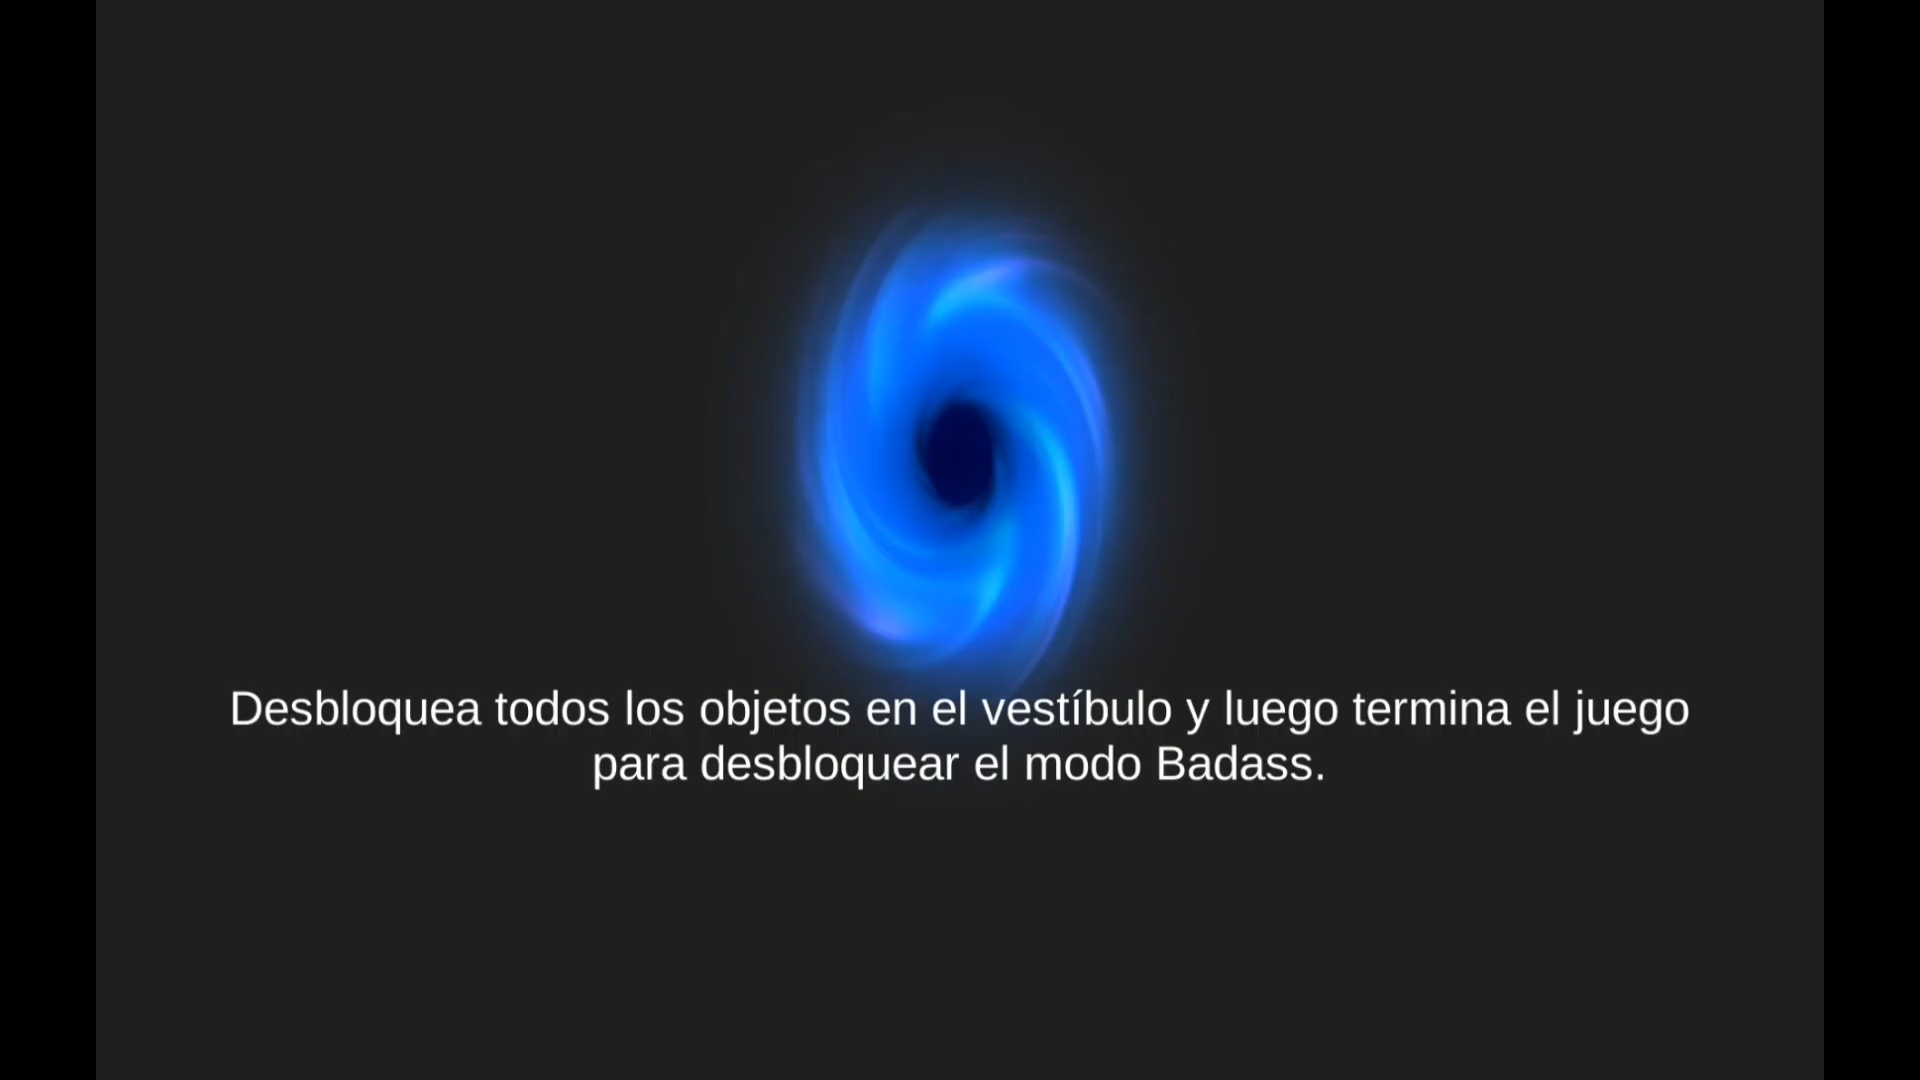 Desbloquea todos los objetos en el vestíbulo y luego termina el juego
para desbloquear el modo Badass.